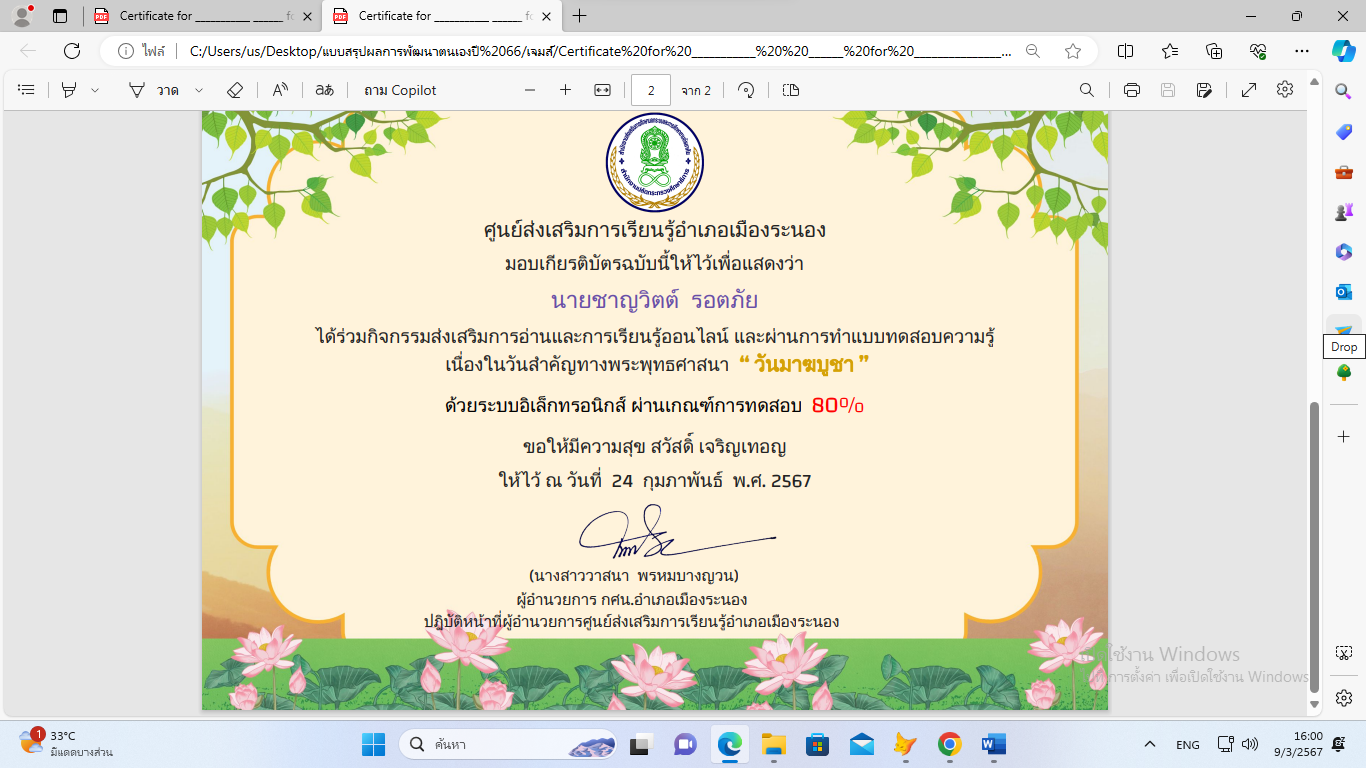 Certificate for ___________ ______ fo
Certificate for ___________ ______ fo
ไฟล์
C:/Users/us/Desktop/แบบสรุปผลการพัฒนาตนเองปี%2066/เจมส์/Certificate%20for%20___________%20%20______%20for%20_______________...
วาด
ถาม Copilot
2
จาก 2
ศูนย์ส่งเสริมการเรียนรู้อำเภอเมืองระนอง
มอบเกียรติบัตรฉบับนี้ให้ไว้เพื่อแสดงว่า
นายชาญวิตต์ รอตภัย
ได้ร่วมกิจกรรมส่งเสริมการอ่านและการเรียนรู้ออนไลน์ และผ่านการทำแบบทดสอบความรู้
เนื่องในวันสำคัญทางพระพุทธศาสนา “ วันมาฆบูชา ”
ด้วยระบบอิเล็กทรอนิกส์ ผ่านเกณฑ์การทดสอบ 80%
ขอให้มีความสุข สวัสดิ์ เจริญเทอญ
ให้ไว้ ณ วันที่ 24 กุมภาพันธ์ พ.ศ. 2567
(นางสาววาสนา พรหมบางญวน)
ผู้อำนวยการ กศน.อำเภอเมืองระนอง
ปฏิบัติหน้าที่ผู้อำนวยการศูนย์ส่งเสริมการเรียนรู้อำเภอเมืองระนอง
Drop
ใช้งาน Windows
การตั้งค่า เพื่อเปิดใช้งาน Windows
1
33°C
มีแดดบางส่วน
ค้นหา
ENG
16:00
9/3/2567